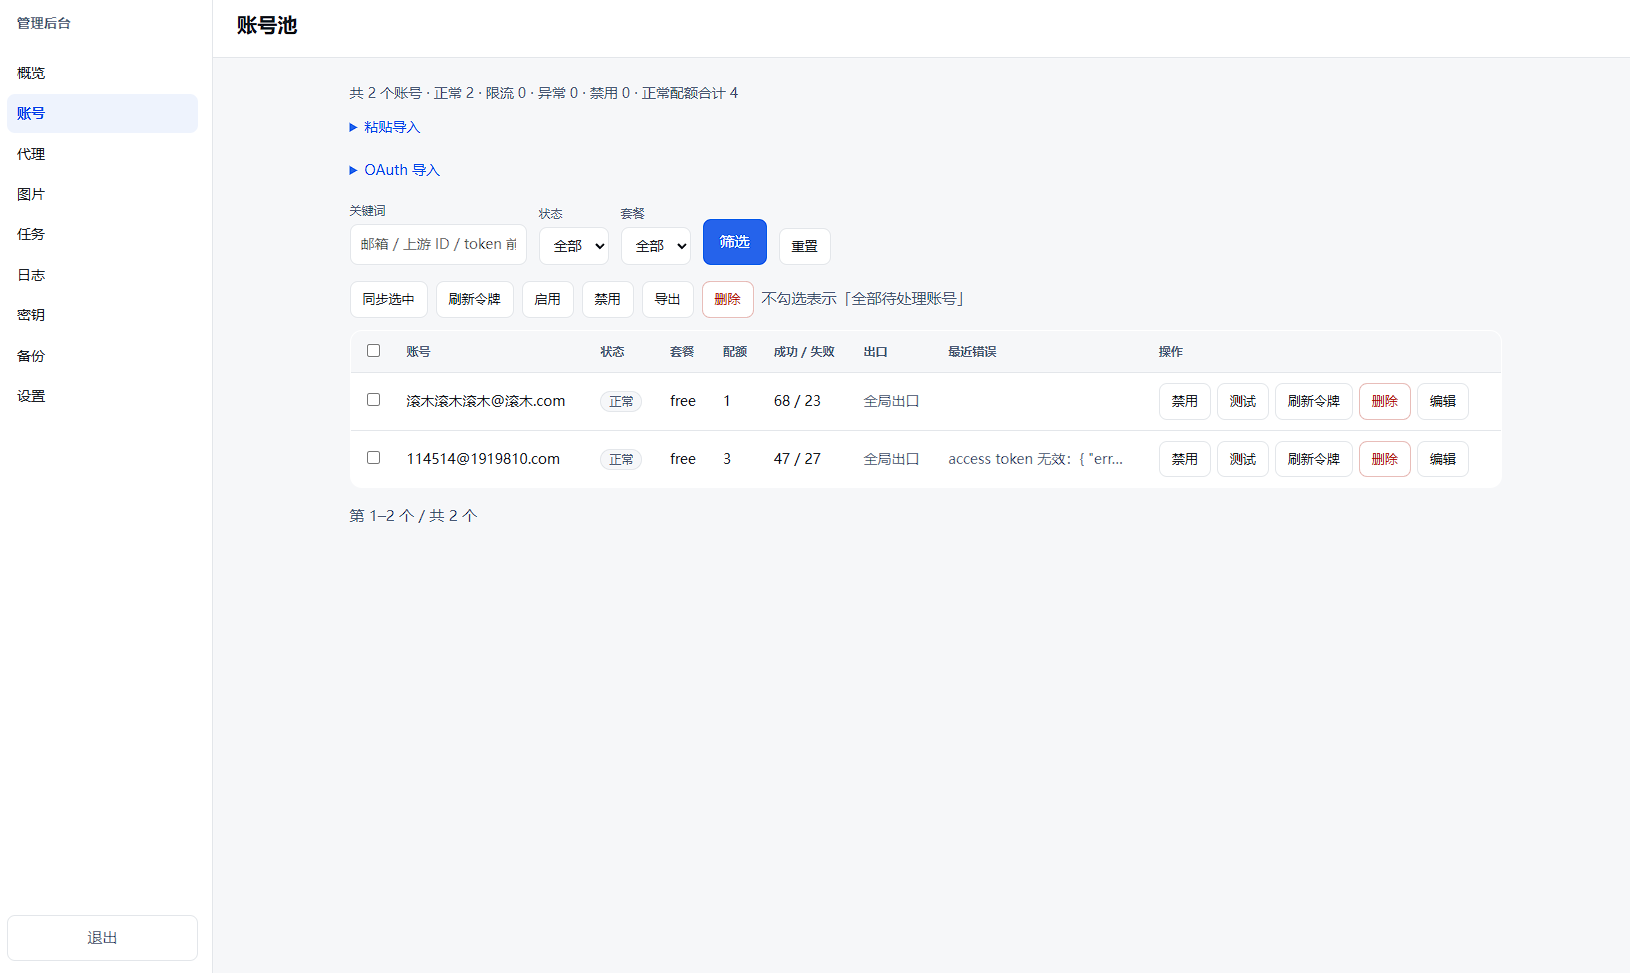 管理后台
概览
账号
代理
图片
任务
日志
密钥
备份
设置
退出
账号池
共 2 个账号 · 正常 2 · 限流 0 · 异常 0 · 禁用 0 · 正常配额合计 4
▶ 粘贴导入
▶ OAuth 导入
关键词 状态 套餐
邮箱 / 上游 ID / token 前 全部 全部 筛选 重置
同步选中 刷新令牌 启用 禁用 导出 删除 不勾选表示「全部待处理账号」
账号 状态 套餐 配额 成功 / 失败 出口 最近错误 操作
滚木滚木滚木@滚木.com 正常 free 1 68 / 23 全局出口 禁用 测试 刷新令牌 删除 编辑
114514@1919810.com 正常 free 3 47 / 27 全局出口 access token 无效：{ "err... 禁用 测试 刷新令牌 删除 编辑
第 1–2 个 / 共 2 个